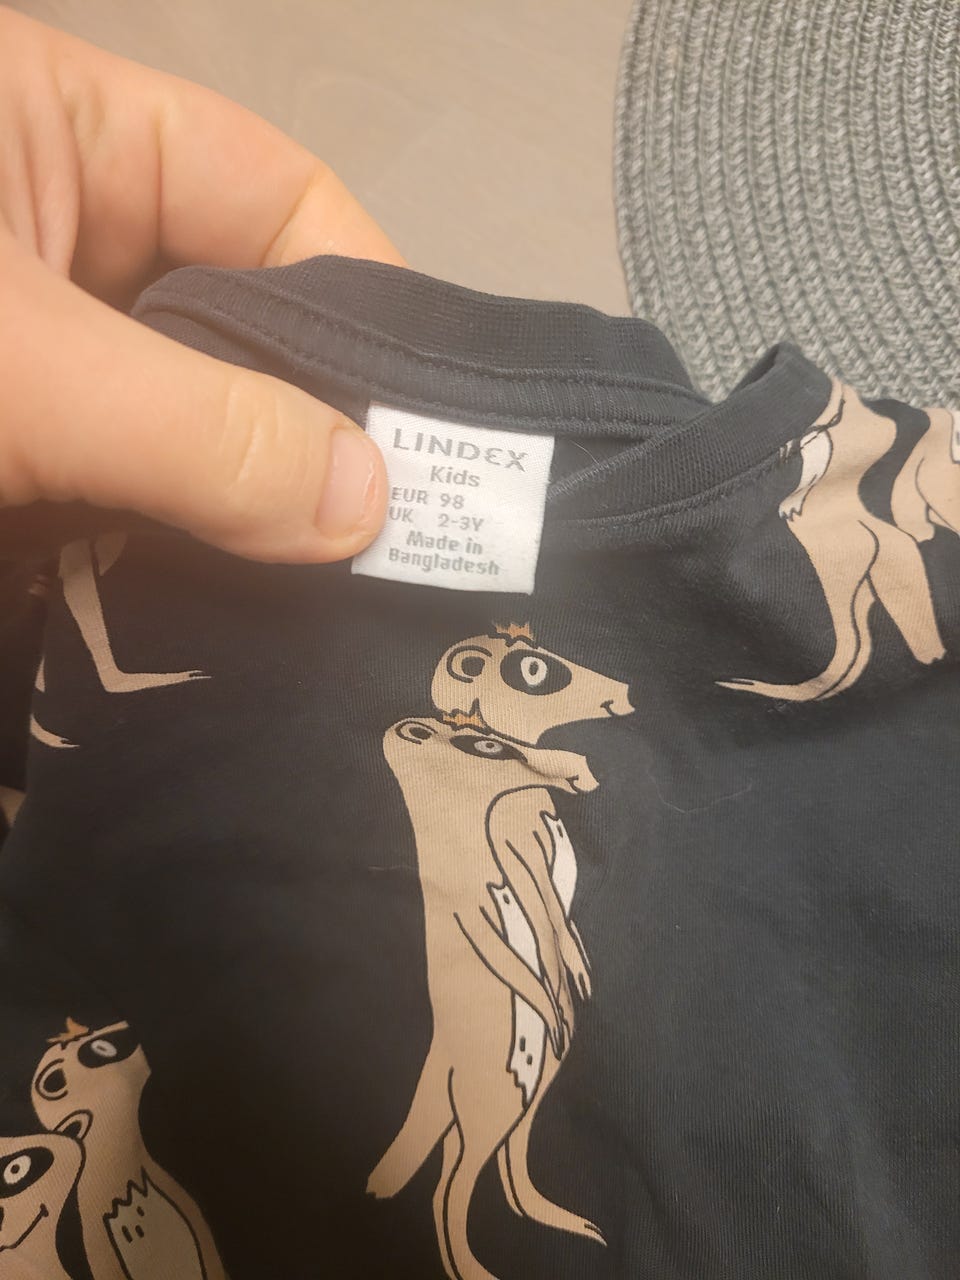 LINDEX
Kids
EUR 98
UK 2-3Y
Made in
Bangladesh